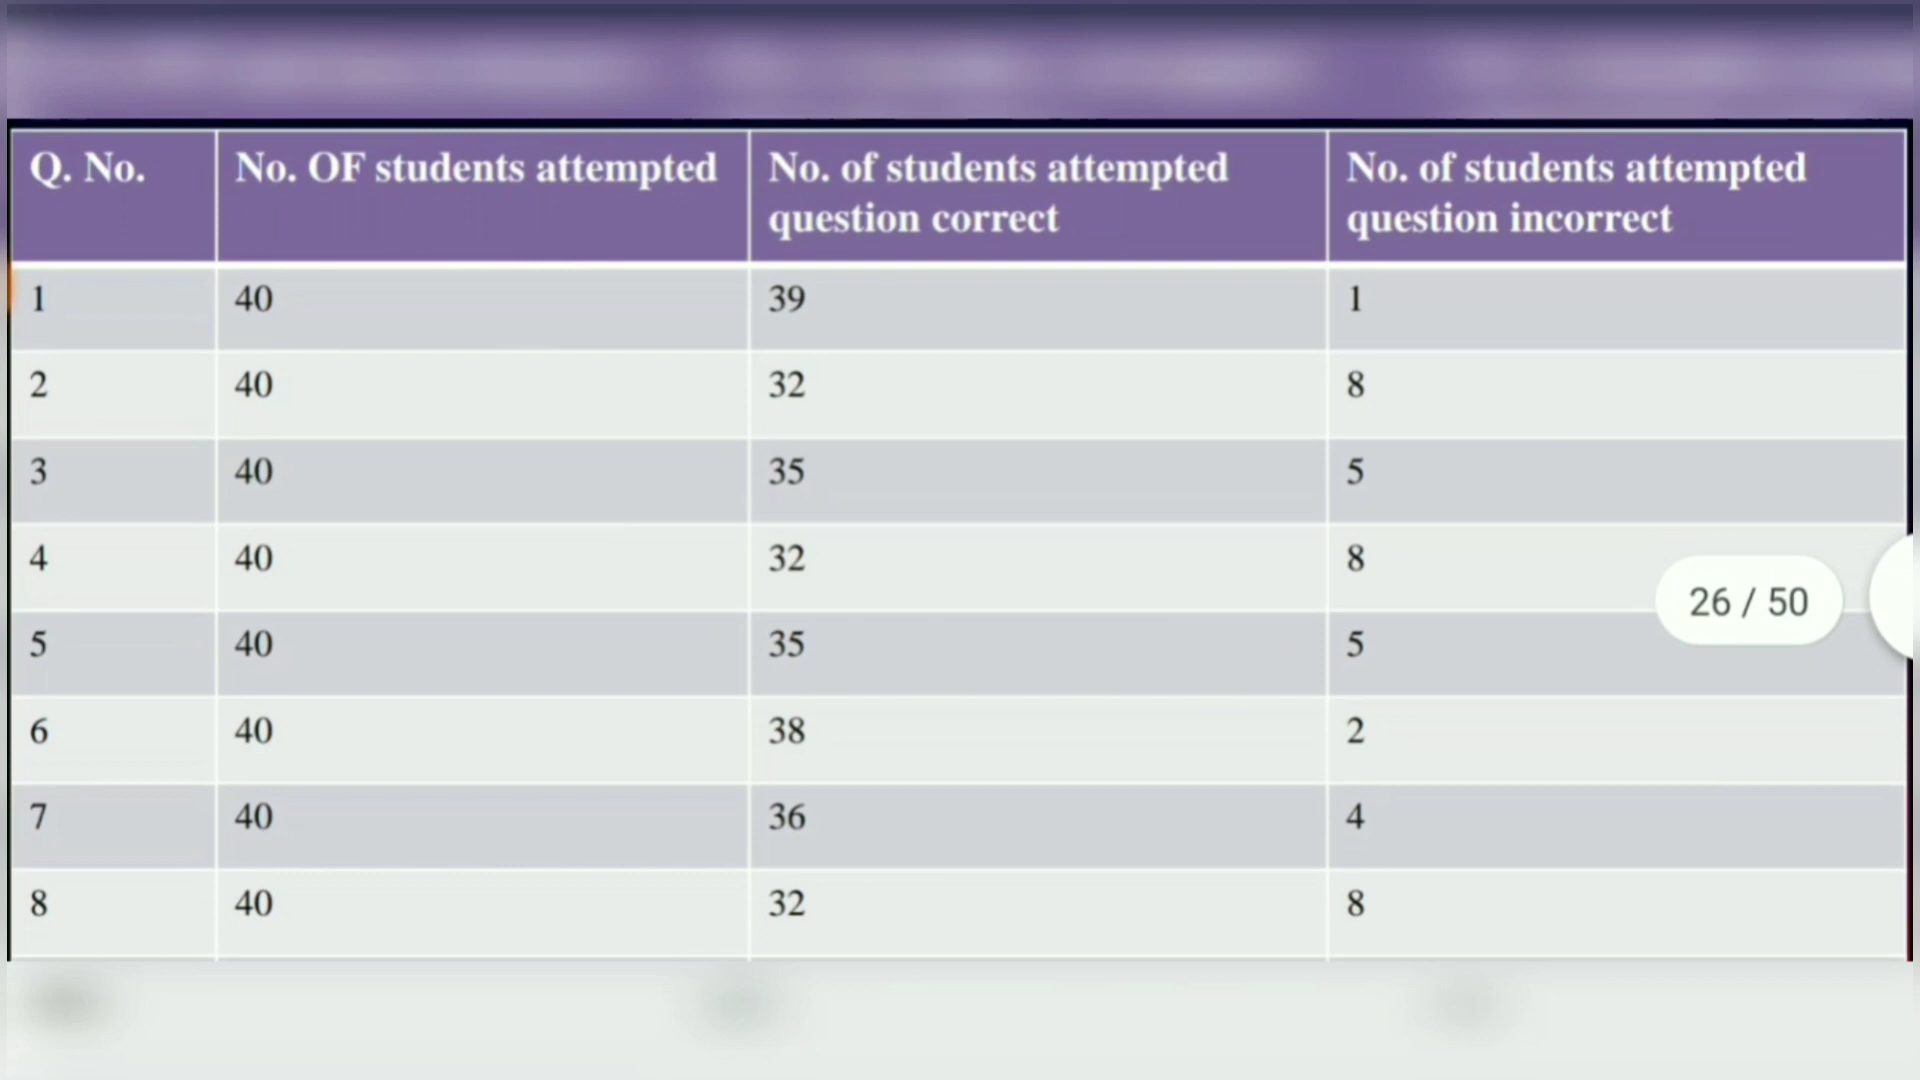 Q. No. No. OF students attempted No. of students attempted question correct No. of students attempted question incorrect
1 40 39 1
2 40 32 8
3 40 35 5
4 40 32 8
26 / 50
5 40 35 5
6 40 38 2
7 40 36 4
8 40 32 8